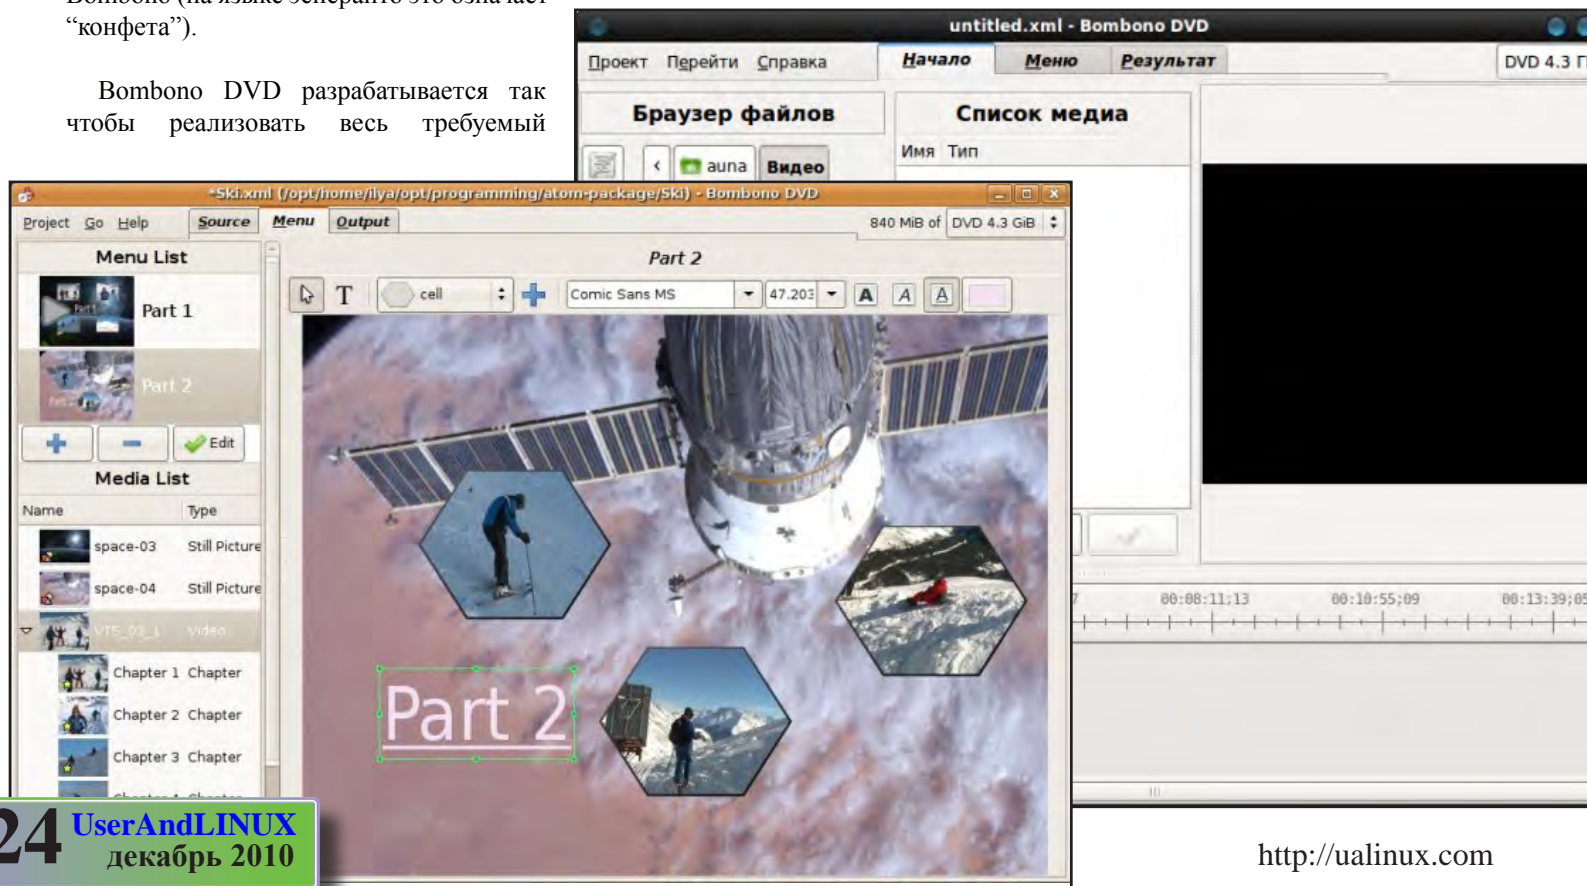 “конфета”).
Bombono DVD разрабатывается так
чтобы реализовать весь требуемый
untitled.xml - Bombono DVD
Проект Перейти Справка
Начало Меню Результат
DVD 4.3
Браузер файлов
Список медиа
auna Видео
Имя Тип
00:08:11;13 00:10:55;09 00:13:39;05
*Ski.xml (/opt/home/ilya/opt/programming/atom-package/Ski) - Bombono DVD
Project Go Help
Source Menu Output
840 MiB of DVD 4.3 GiB
Menu List
Part 1
Part 2
Edit
Media List
Name Type
space-03 Still Picture
space-04 Still Picture
VTS_03_1 Video
Chapter 1 Chapter
Chapter 2 Chapter
Chapter 3 Chapter
Part 2
T cell Comic Sans MS 47.203 A A A
Part 2
24 UserAndLINUX
декабрь 2010
http://ualinux.com